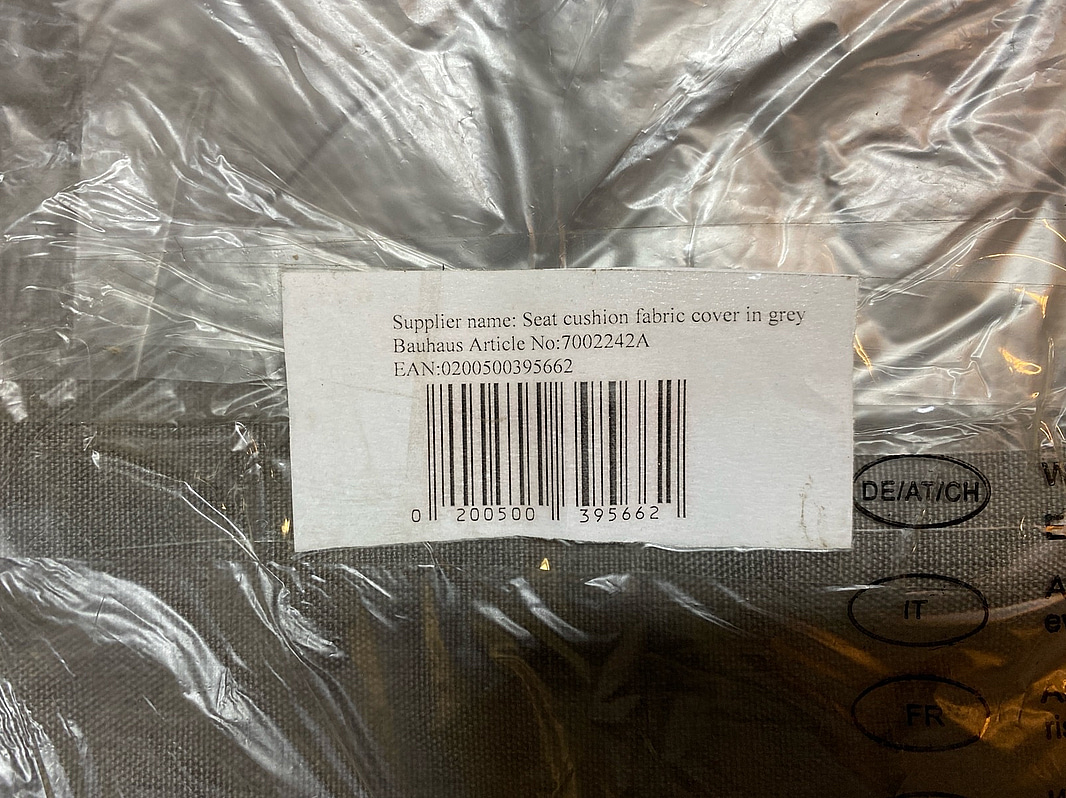 Supplier name: Seat cushion fabric cover in grey
Bauhaus Article No:7002242A
EAN:0200500395662
0 200500 395662
DE/AT/CH
IT
FR